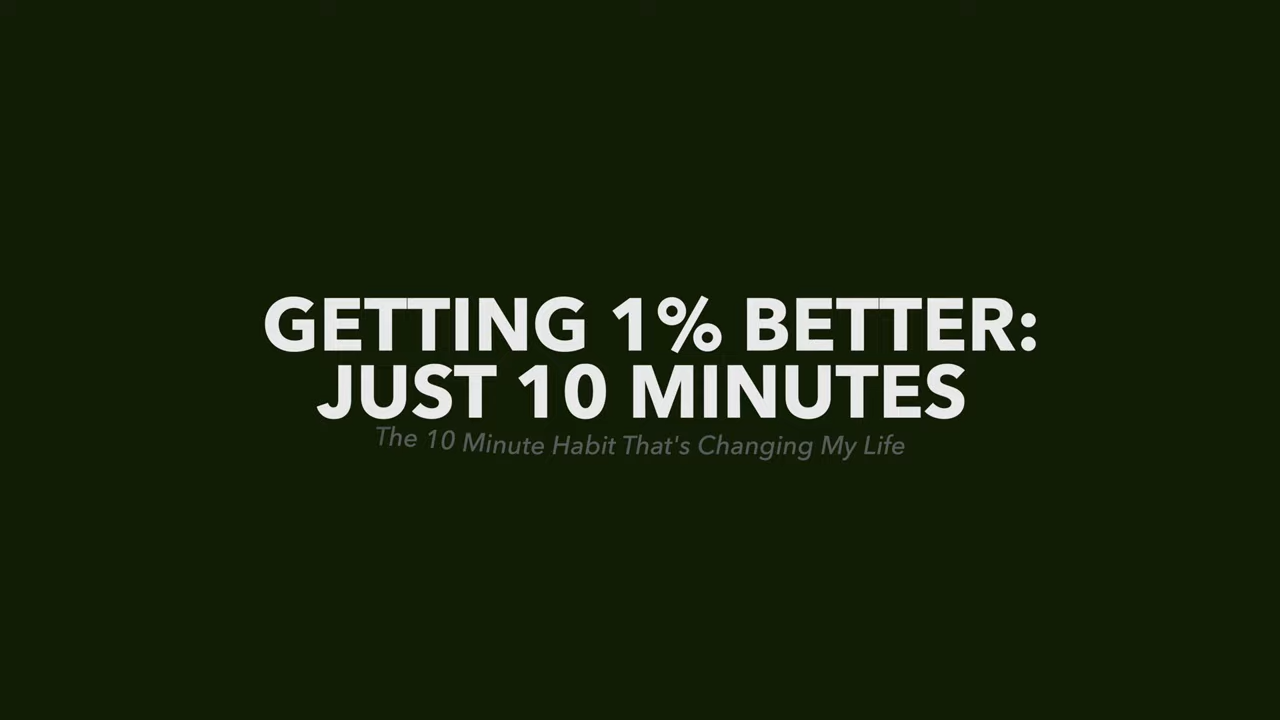 GETTING 1% BETTER:
JUST 10 MINUTES
The 10 Minute Habit That's Changing My Life